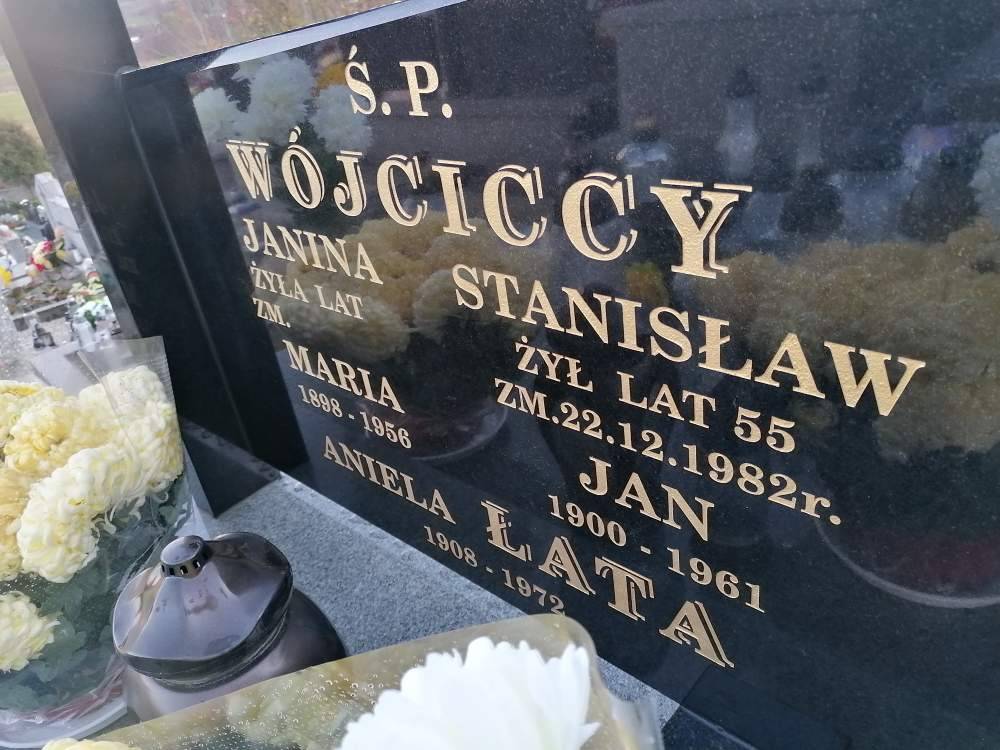 Ś. P.
WÓJCICCY
JANINA
ŻYŁA LAT
ZM.
STANISŁAW
ŻYŁ LAT 55
ZM.22.12.1982r.
MARIA
1898 - 1956
JAN
1900 - 1961
ANIELA ŁATA
1908 - 1972